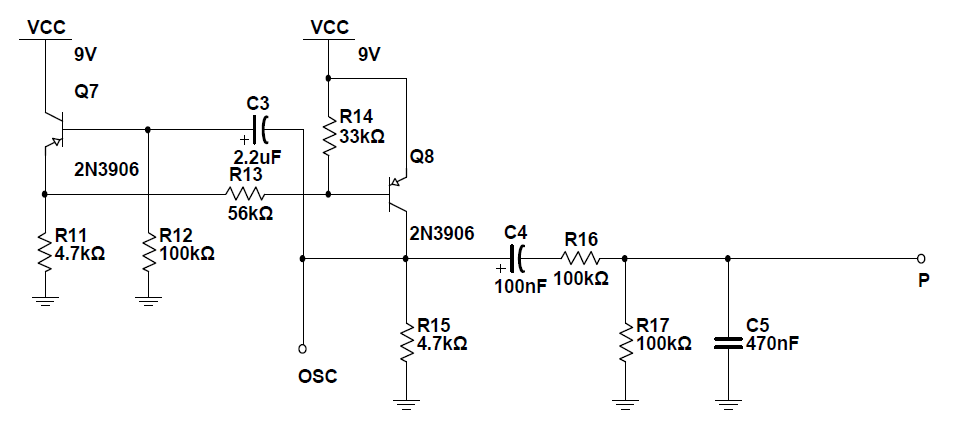 VCC
9V
Q7
2N3906
R11
4.7kΩ
R12
100kΩ
C3
+
2.2uF
R13
56kΩ
VCC
9V
R14
33kΩ
Q8
2N3906
OSC
R15
4.7kΩ
C4
+
100nF
R16
100kΩ
R17
100kΩ
C5
470nF
P